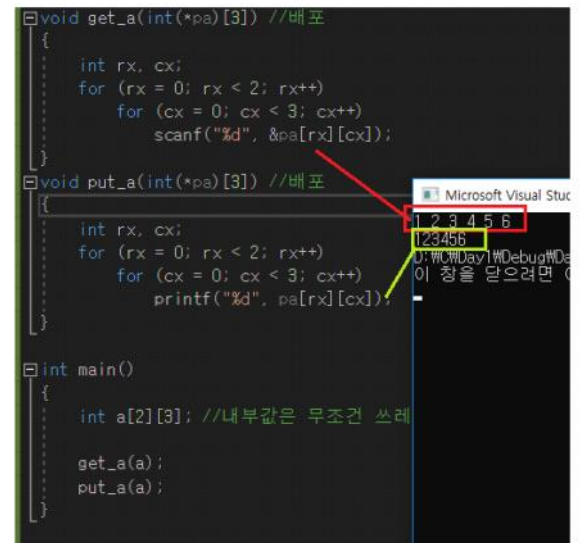 void get_a(int(*pa)[3]) //배포
{
int rx, cx;
for (rx = 0; rx < 2; rx++)
for (cx = 0; cx < 3; cx++)
scanf("%d", &pa[rx][cx]);
}
void put_a(int(*pa)[3]) //배포
{
int rx, cx;
for (rx = 0; rx < 2; rx++)
for (cx = 0; cx < 3; cx++)
printf("%d", pa[rx][cx]);
}
int main()
{
int a[2][3]; //내부값은 무조건 쓰레
get_a(a);
put_a(a);
}
Microsoft Visual Stuc
1 2 3 4 5 6
123456
D:₩C₩Day1₩Debug₩Da
이 창을 닫으려면